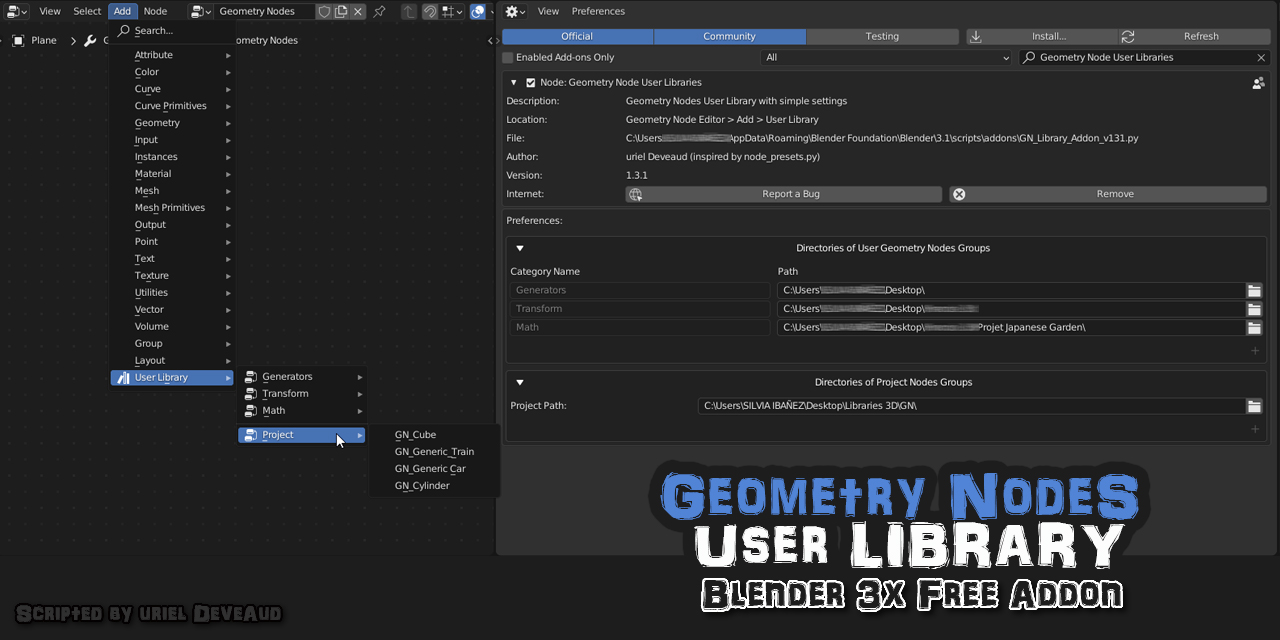 View Select Add Node Geometry Nodes
Plane G ometry Nodes
Search...
Attribute
Color
Curve
Curve Primitives
Geometry
Input
Instances
Material
Mesh
Mesh Primitives
Output
Point
Text
Texture
Utilities
Vector
Volume
Group
Layout
User Library
Generators
Transform
Math
Project
GN_Cube
GN_Generic_Train
GN_Generic Car
GN_Cylinder
View Preferences
Official Community Testing Install... Refresh
Enabled Add-ons Only All Geometry Node User Libraries
Node: Geometry Node User Libraries
Description: Geometry Nodes User Library with simple settings
Location: Geometry Node Editor > Add > User Library
File: C:\Users AppData\Roaming\Blender Foundation\Blender\3.1\scripts\addons\GN_Library_Addon_v131.py
Author: uriel Deveaud (inspired by node_presets.py)
Version: 1.3.1
Internet: Report a Bug Remove
Preferences:
Directories of User Geometry Nodes Groups
Category Name Path
Generators C:\Users\ Desktop\
Transform C:\Users\ Desktop\
Math C:\Users\ Desktop\ Projet Japanese Garden\
Directories of Project Nodes Groups
Project Path: C:\Users\SILVIA IBAÑEZ\Desktop\Libraries 3D\GN\
Geometry Nodes
User Library
Blender 3x Free Addon
Scripted by uriel Deveaud